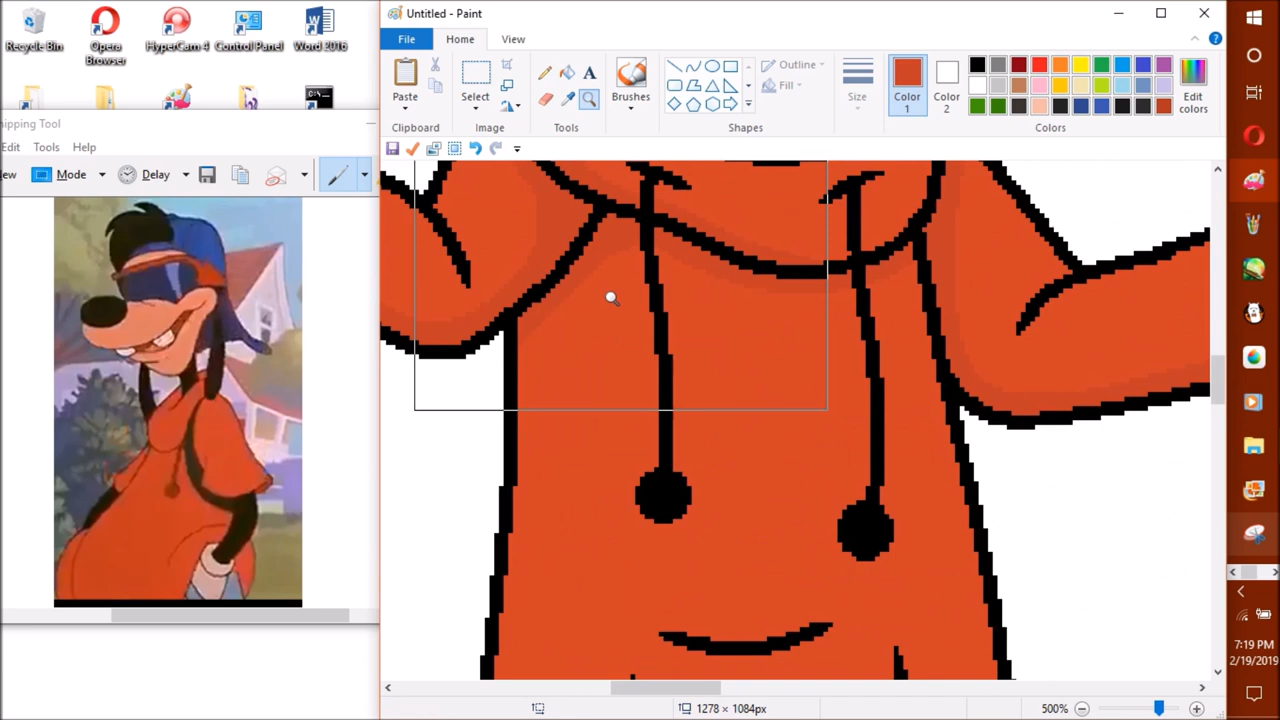 Recycle Bin
Opera Browser
HyperCam 4
Control Panel
Word 2016
nipping Tool
Edit Tools Help
ew Mode Delay
Untitled - Paint
File Home View
Paste
Select
Brushes
Outline
Fill
Size
Color 1
Color 2
Edit colors
Clipboard Image Tools Shapes Colors
1278 × 1084px
500%
7:19 PM
2/19/2019